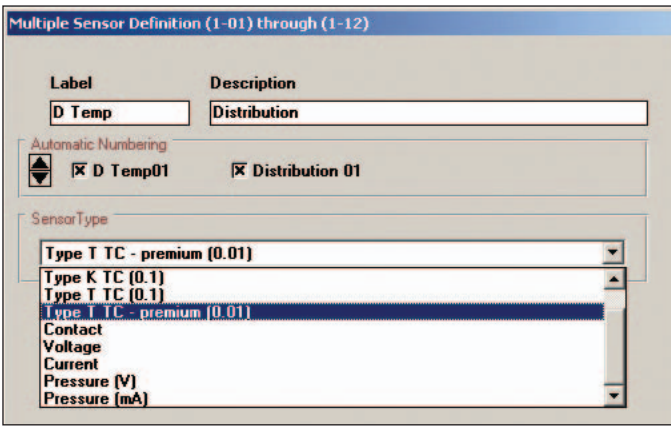 Multiple Sensor Definition (1-01) through (1-12)
Label Description
D Temp Distribution
Automatic Numbering
D Temp01 Distribution 01
SensorType
Type T TC - premium (0.01)
Type K TC (0.1)
Type T TC (0.1)
Type T TC - premium (0.01)
Contact
Voltage
Current
Pressure (V)
Pressure (mA)